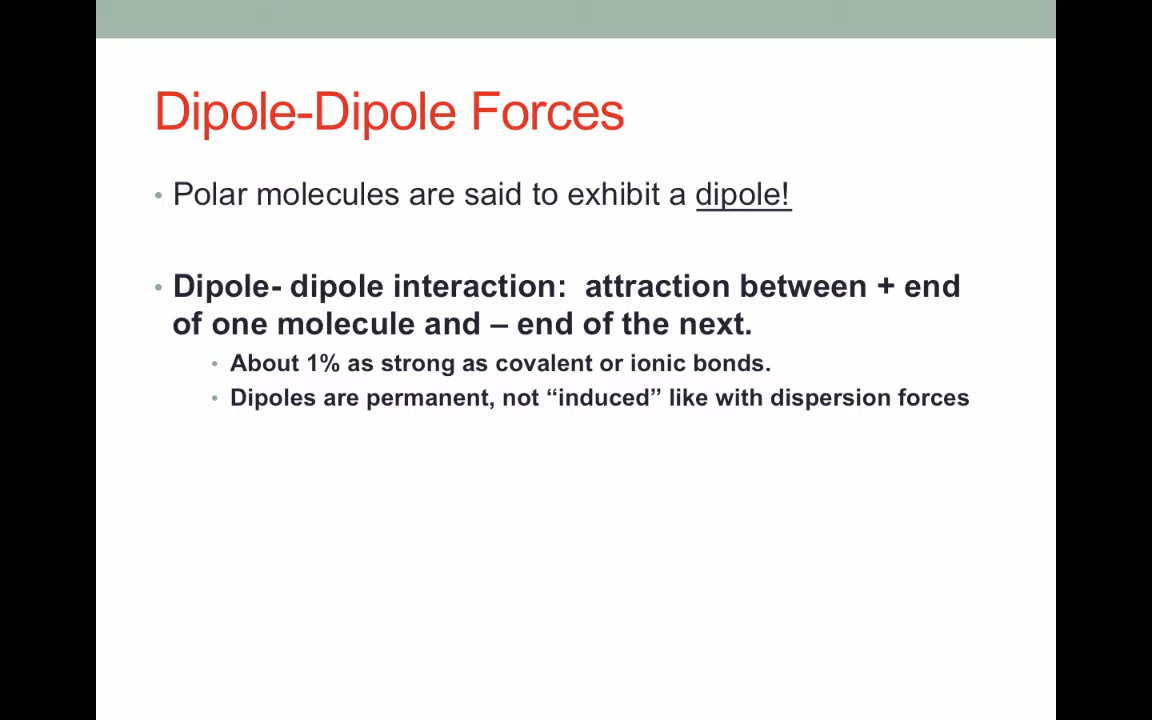 Dipole-Dipole Forces
• Polar molecules are said to exhibit a dipole!
• Dipole- dipole interaction:  attraction between + end
of one molecule and – end of the next.
• About 1% as strong as covalent or ionic bonds.
• Dipoles are permanent, not “induced” like with dispersion forces